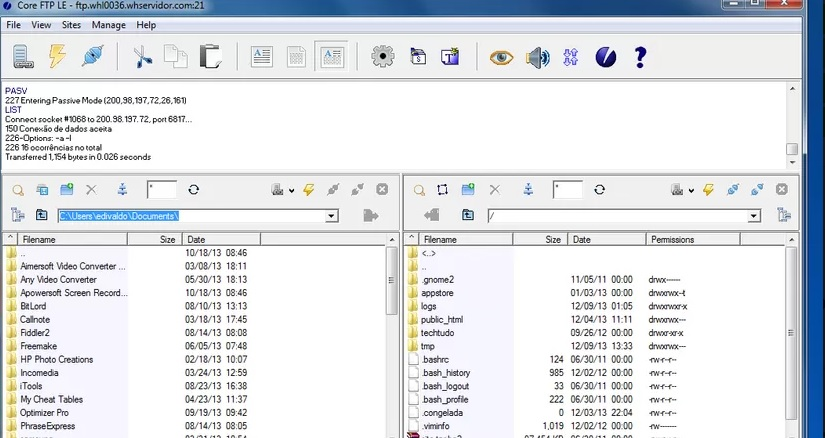 Core FTP LE - ftp.whl0036.whservidor.com:21
File View Sites Manage Help
PASV
227 Entering Passive Mode (200,98,197,72,26,161)
LIST
Connect socket #1068 to 200.98.197.72, port 6817...
150 Conexão de dados aceita
226-Options: -a -l
226 16 ocorrências no total
Transferred 1,154 bytes in 0.026 seconds
C:\Users\edivaldo\Documents\
Filename Size Date
.. 10/18/13 08:46
Aimersoft Video Converter ... 03/08/13 18:11
Any Video Converter 05/30/13 18:13
Apowersoft Screen Record... 10/18/13 08:46
BitLord 08/10/13 13:13
Callnote 03/18/13 17:45
Fiddler2 08/14/13 08:08
Freemake 06/05/13 07:48
HP Photo Creations 02/18/13 10:07
Incomedia 03/24/13 12:59
iTools 08/23/13 16:38
My Cheat Tables 04/23/13 11:37
Optimizer Pro 09/19/13 09:42
PhraseExpress 08/14/13 08:05
/
Filename Size Date Permissions
<..>
..
.gnome2 11/05/11 00:00 drwx------
appstore 01/03/13 00:00 drwxrwx--t
logs 12/09/13 01:05 drwxrwxr-x
public_html 12/04/13 11:11 drwxrwx---
techtudo 09/26/12 00:00 drwxr-xr-x
tmp 12/09/13 13:33 drwxrwx---
.bashrc 124 06/30/11 00:00 -rw-r--r--
.bash_history 985 12/02/12 00:00 -rw-r--r--
.bash_logout 33 06/30/11 00:00 -rw-r--r--
.bash_profile 222 06/30/11 00:00 -rw-r--r--
.congelada 0 12/03/13 22:04 -rw-r--r--
.viminfo 1,019 12/02/12 00:00 -rw-------